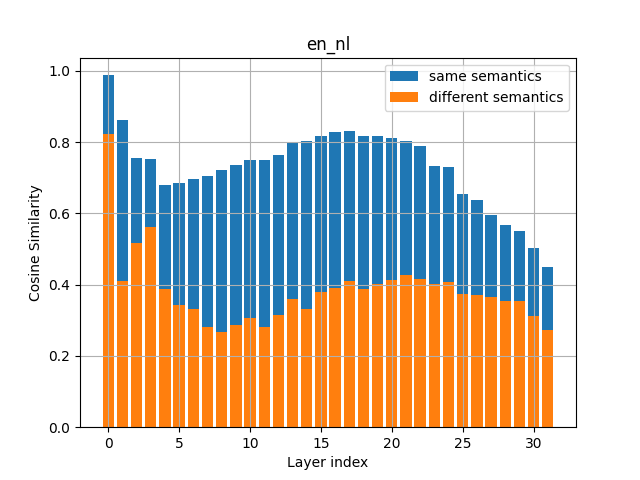 en_nl
same semantics
different semantics
1.0
0.8
0.6
0.4
0.2
0.0
Cosine Similarity
0 5 10 15 20 25 30
Layer index